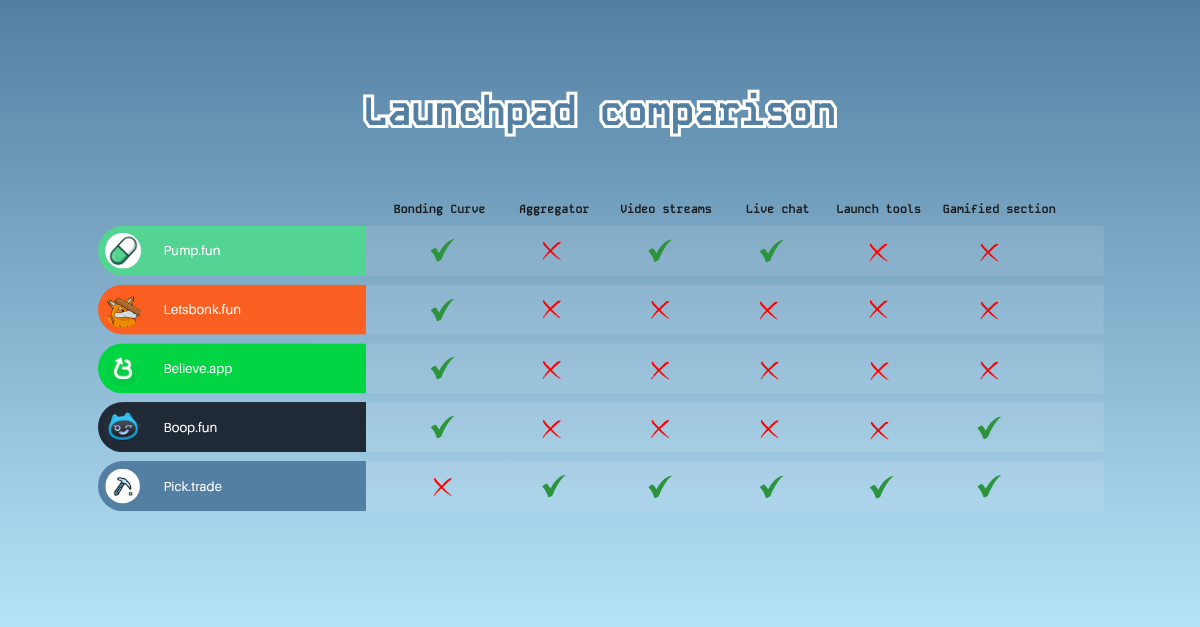 Launchpad comparison
Bonding Curve Aggregator Video streams Live chat Launch tools Gamified section
Pump.fun
Letsbonk.fun
Believe.app
Boop.fun
Pick.trade